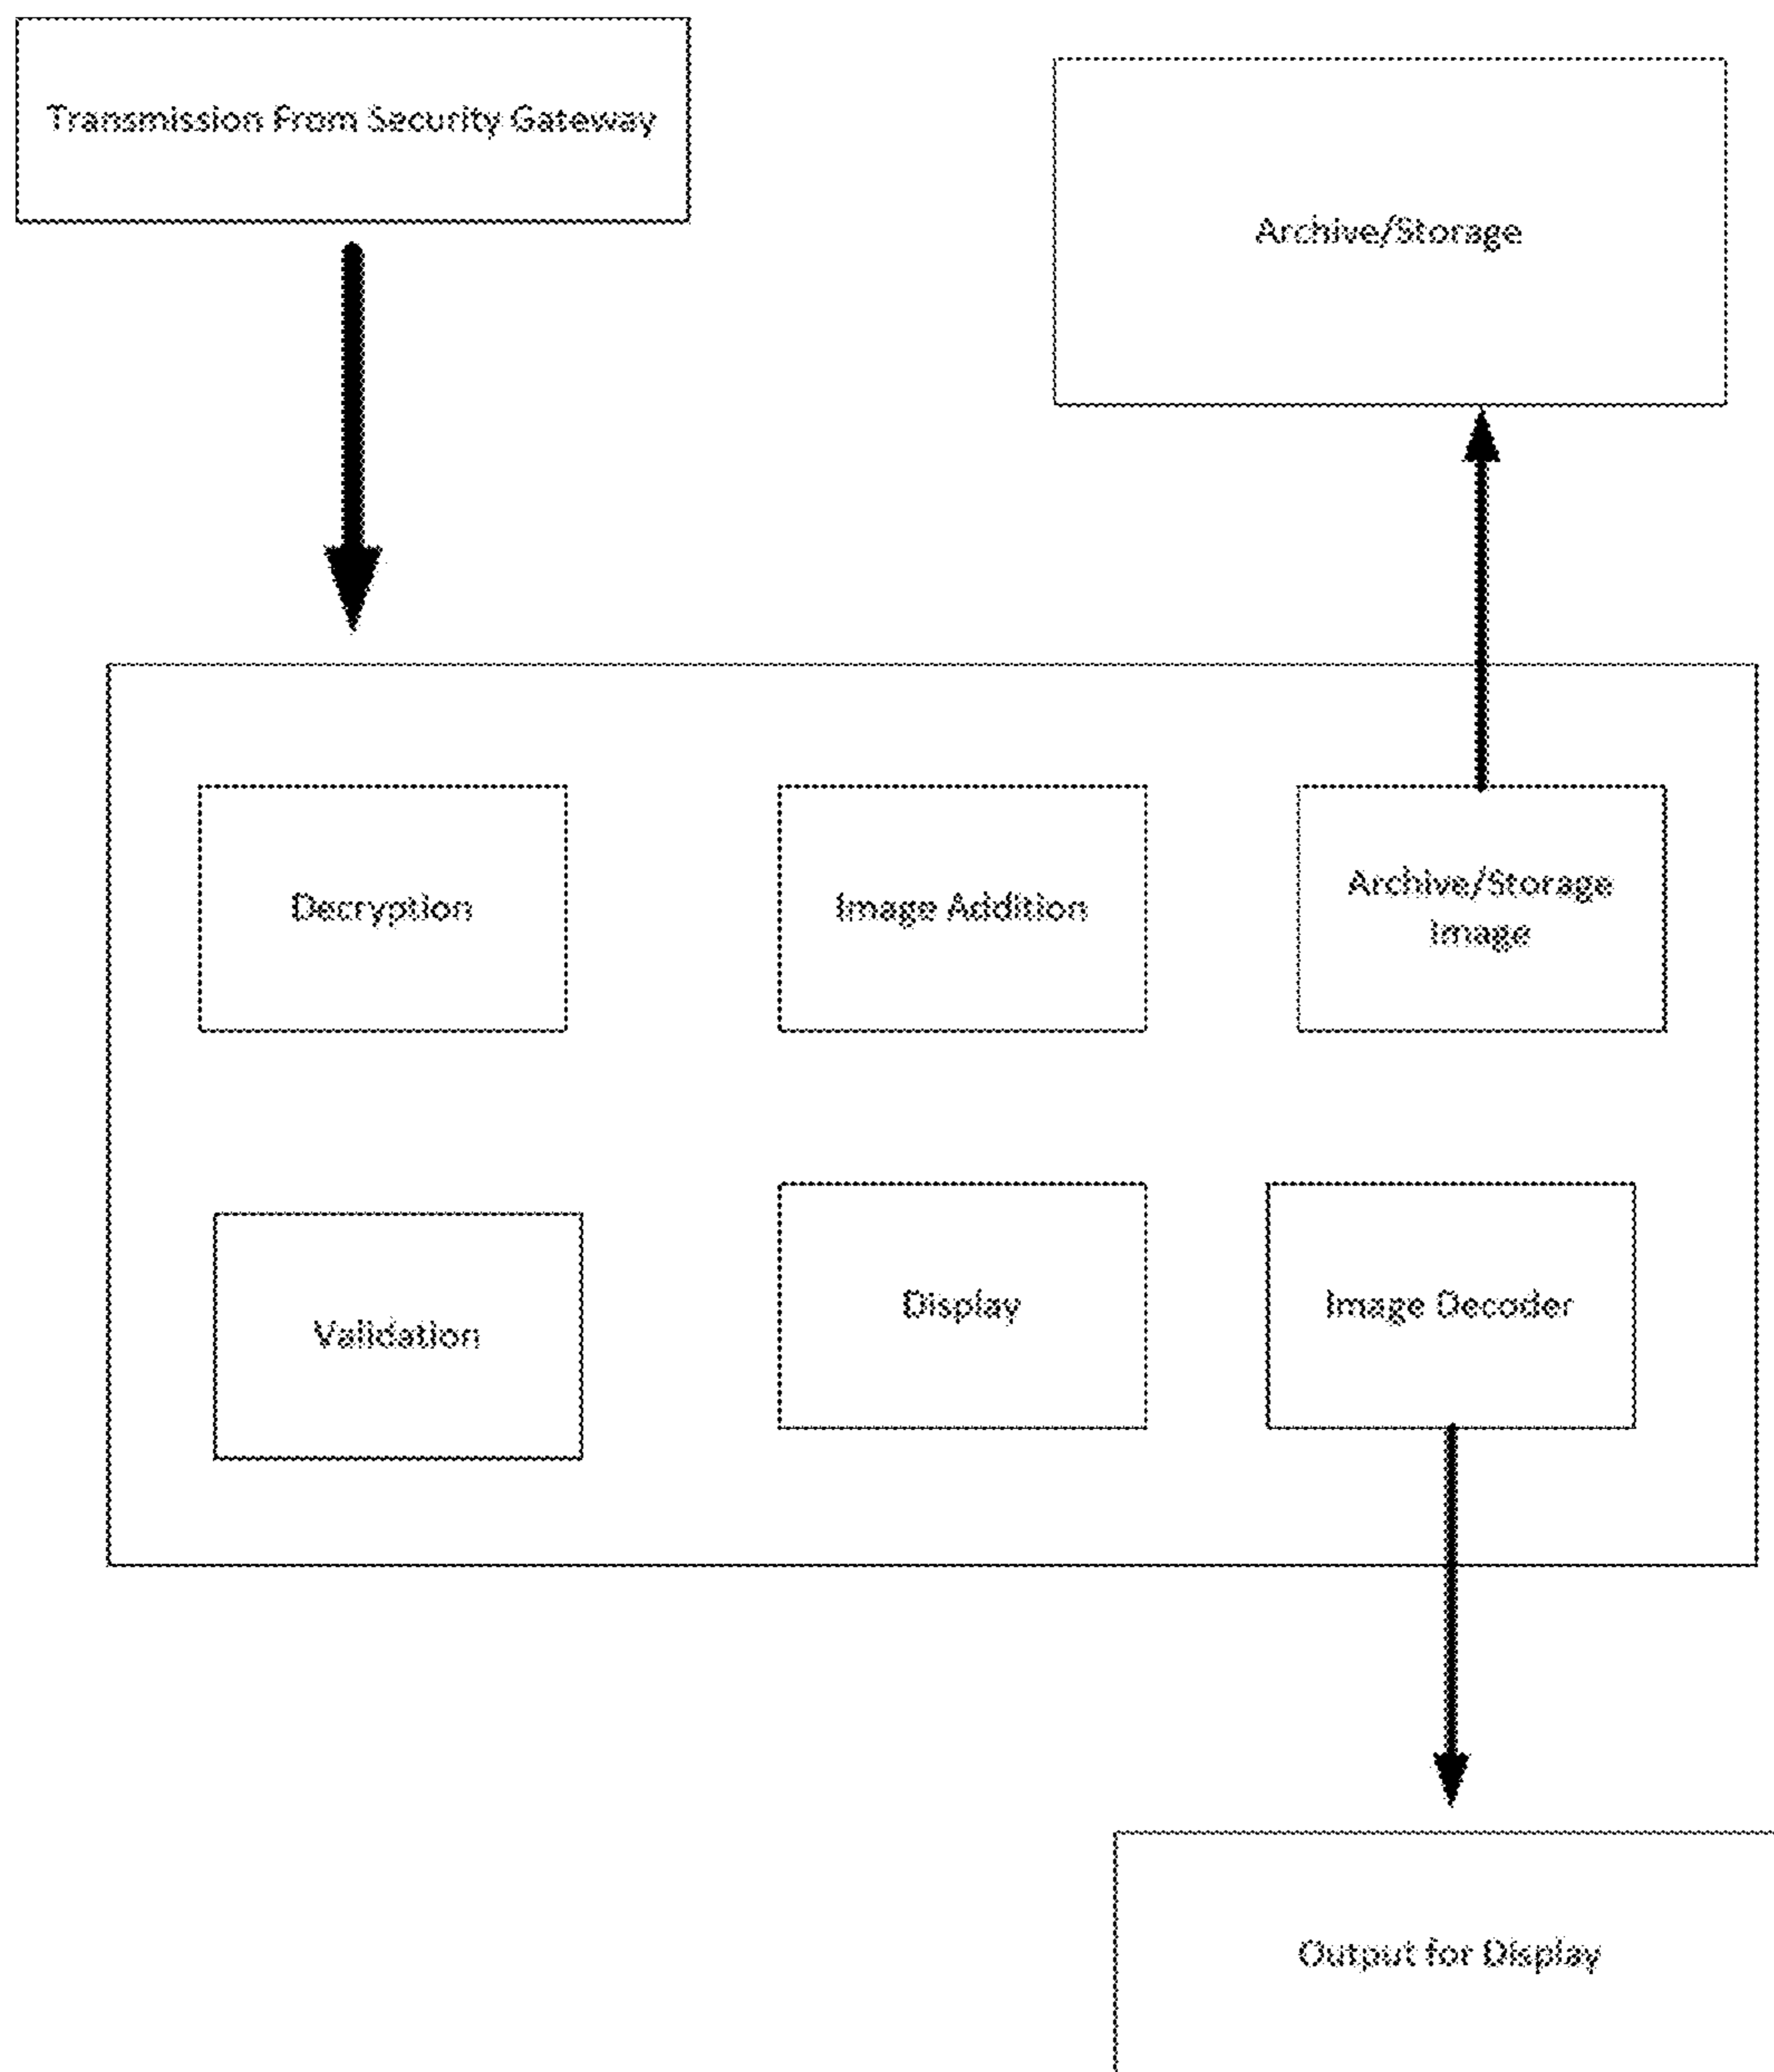 Transmission From Security Gateway
Archive/Storage
Decryption
Image Addition
Archive/Storage
Image
Validation
Display
Image Decoder
Output for Display